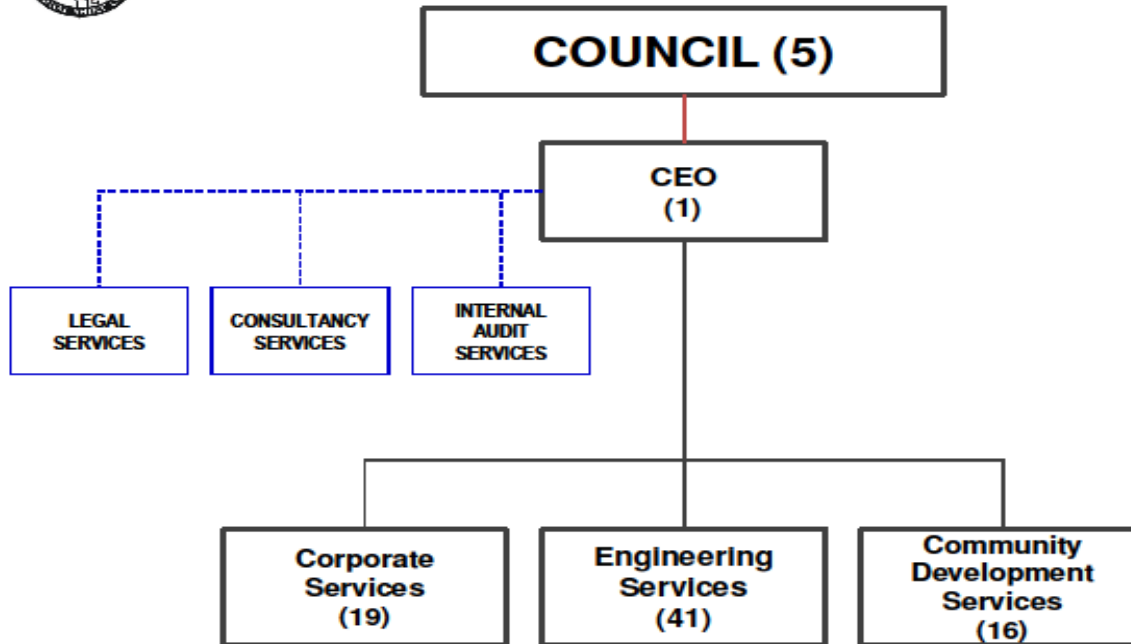 COUNCIL (5)
CEO
(1)
LEGAL
SERVICES
CONSULTANCY
SERVICES
INTERNAL
AUDIT
SERVICES
Corporate
Services
(19)
Engineering
Services
(41)
Community
Development
Services
(16)